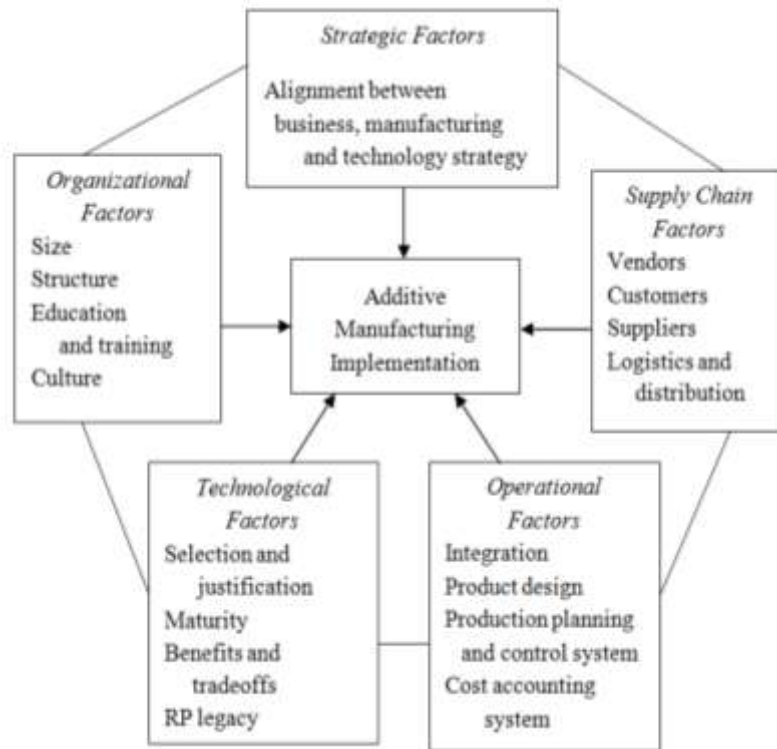 Strategic Factors
Alignment between
business, manufacturing
and technology strategy
Organizational
Factors
Size
Structure
Education
and training
Culture
Additive
Manufacturing
Implementation
Supply Chain
Factors
Vendors
Customers
Suppliers
Logistics and
distribution
Technological
Factors
Selection and
justification
Maturity
Benefits and
tradeoffs
RP legacy
Operational
Factors
Integration
Product design
Production planning
and control system
Cost accounting
system